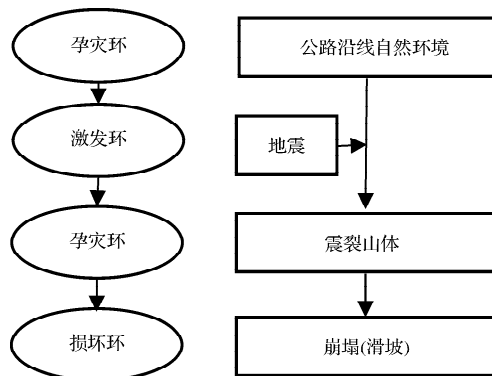 孕灾环
公路沿线自然环境
激发环
地震
孕灾环
震裂山体
损坏环
崩塌(滑坡)